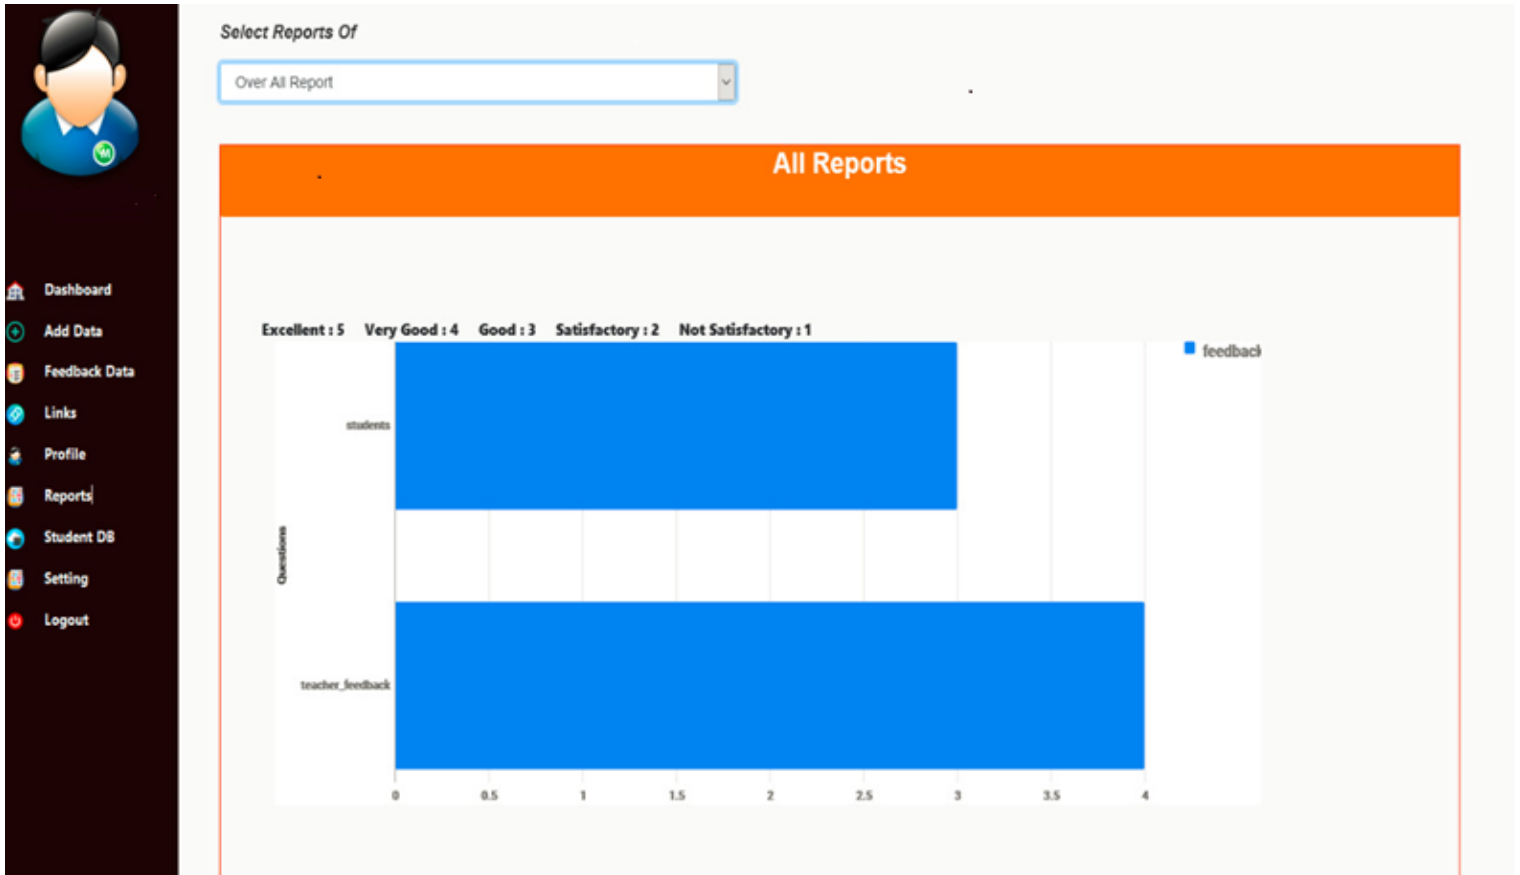 Select Reports Of
Over All Report
All Reports
Dashboard
Add Data
Feedback Data
Links
Profile
Reports
Student DB
Setting
Logout
Excellent : 5 Very Good : 4 Good : 3 Satisfactory : 2 Not Satisfactory : 1
feedback
students
Questions
teacher_feedback
0 0.5 1 1.5 2 2.5 3 3.5 4